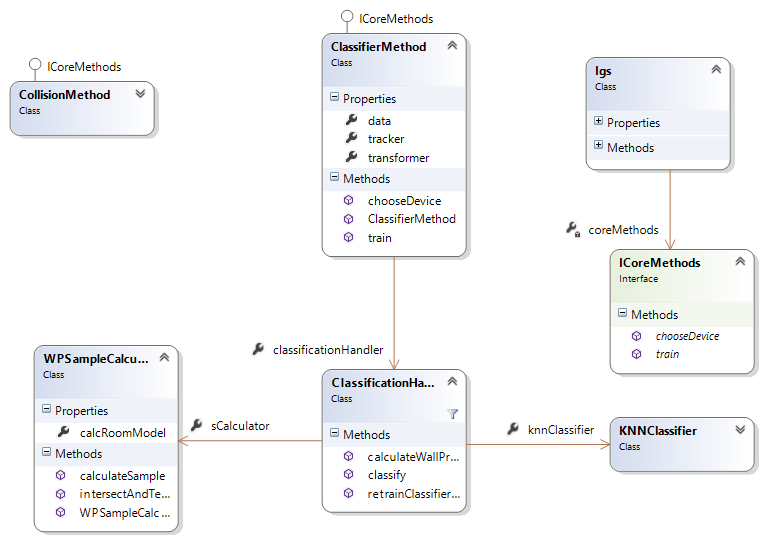 ICoreMethods
CollisionMethod
Class
ICoreMethods
ClassifierMethod
Class
Properties
data
tracker
transformer
Methods
chooseDevice
ClassifierMethod
train
Igs
Class
Properties
Methods
coreMethods
ICoreMethods
Interface
Methods
chooseDevice
train
classificationHandler
WPSampleCalcu...
Class
Properties
calcRoomModel
Methods
calculateSample
intersectAndTe...
WPSampleCalc...
sCalculator
ClassificationHa...
Class
Methods
calculateWallPr...
classify
retrainClassifier...
knnClassifier
KNNClassifier
Class